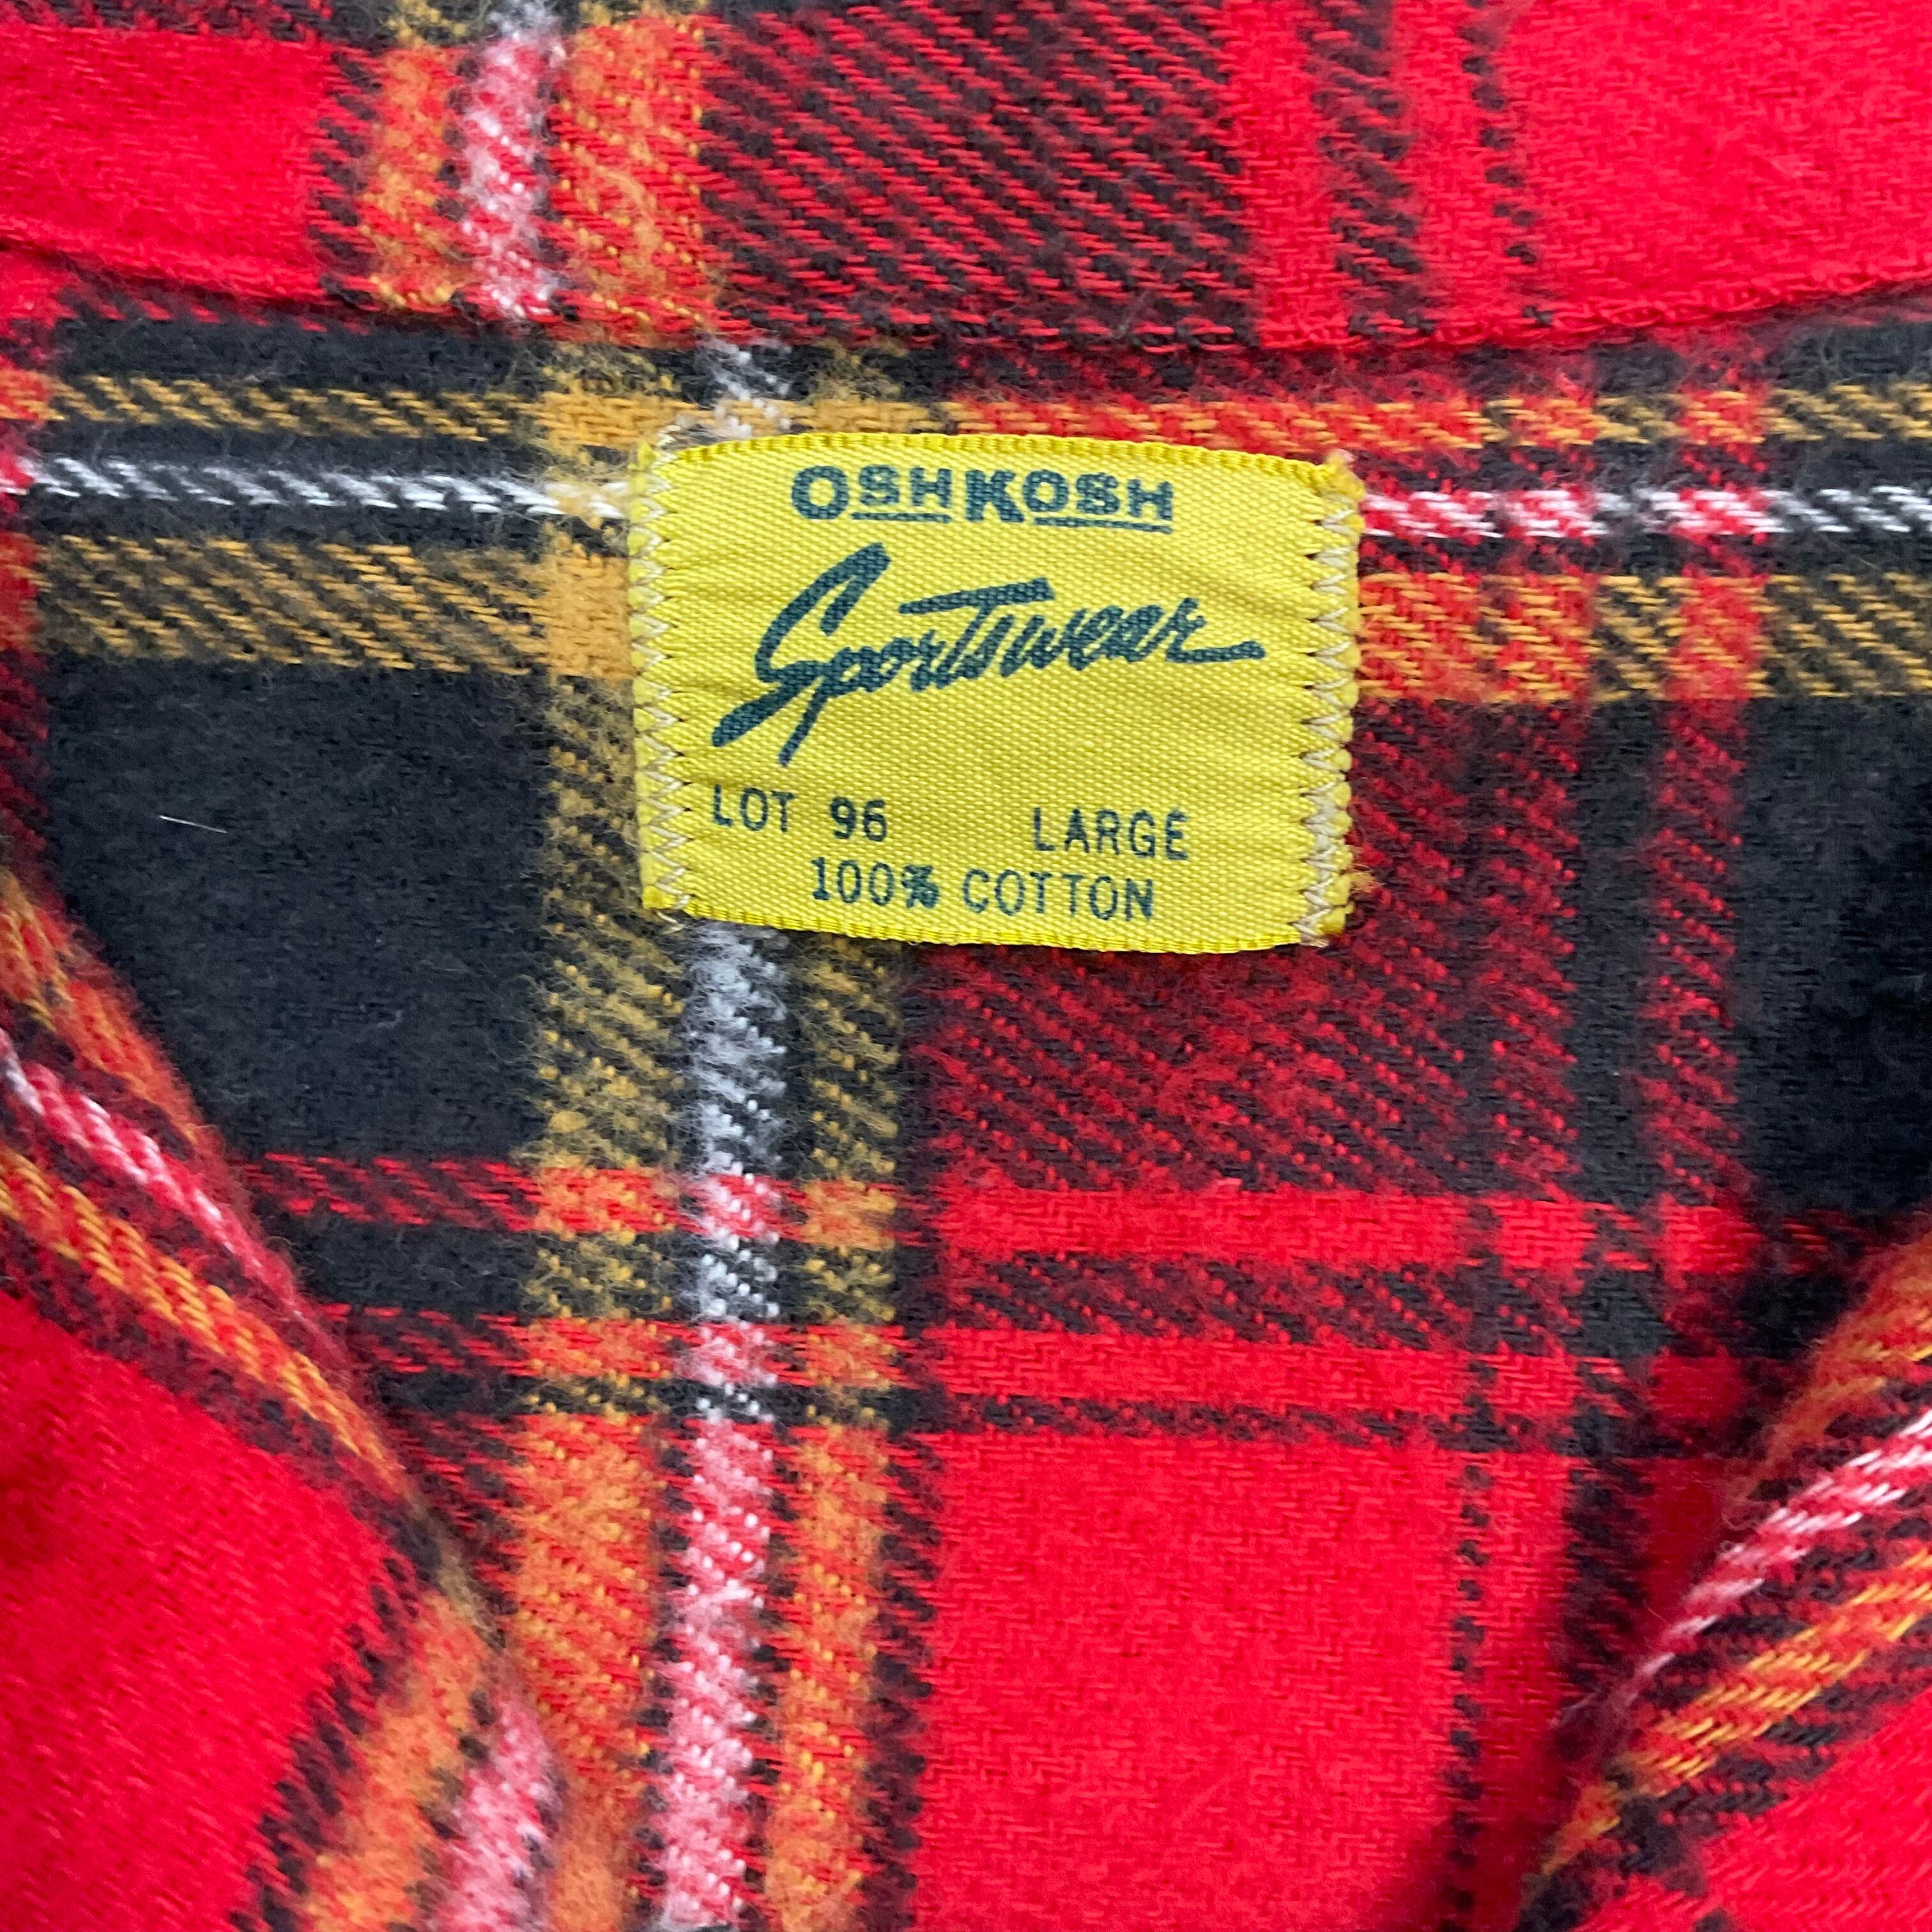 OSHKOSH
Sportswear
LOT 96 LARGE
100% COTTON